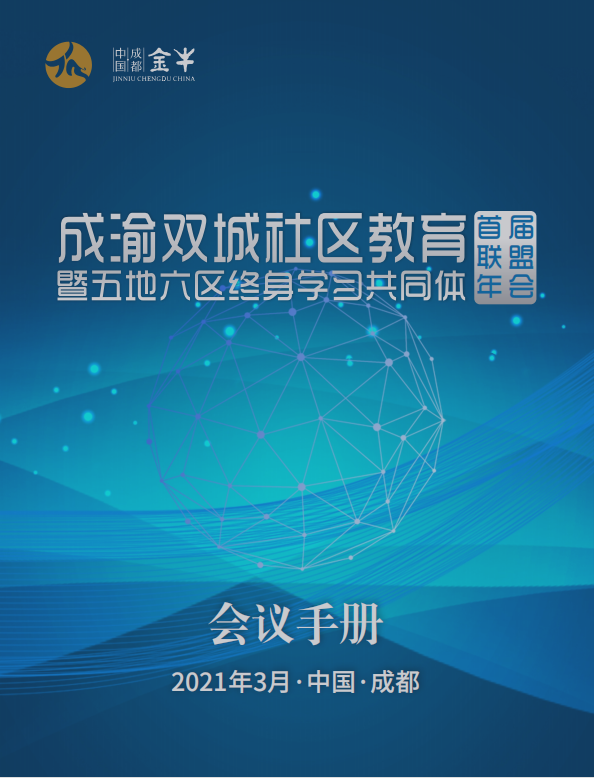 中国 成都 金牛
JINNIU CHENGDU CHINA
成渝双城社区教育
暨五地六区终身学习共同体
首届
联盟
年会
会议手册
2021年3月·中国·成都